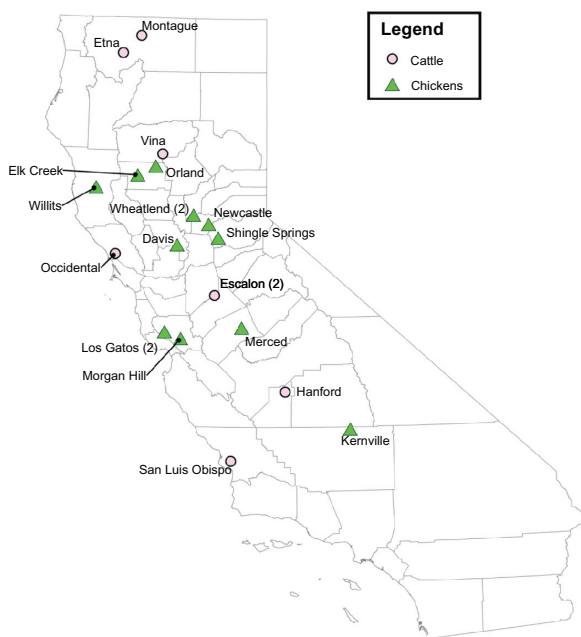 Montague
Legend
Etna
Cattle
Chickens
Vina
Elk Creek
Orland
Willits
Wheatlend (2)
Newcastle
Shingle Springs
Davis
Occidental
Escalon (2)
Los Gatos (2)
Merced
Morgan Hill
Hanford
Kernville
San Luis Obispo